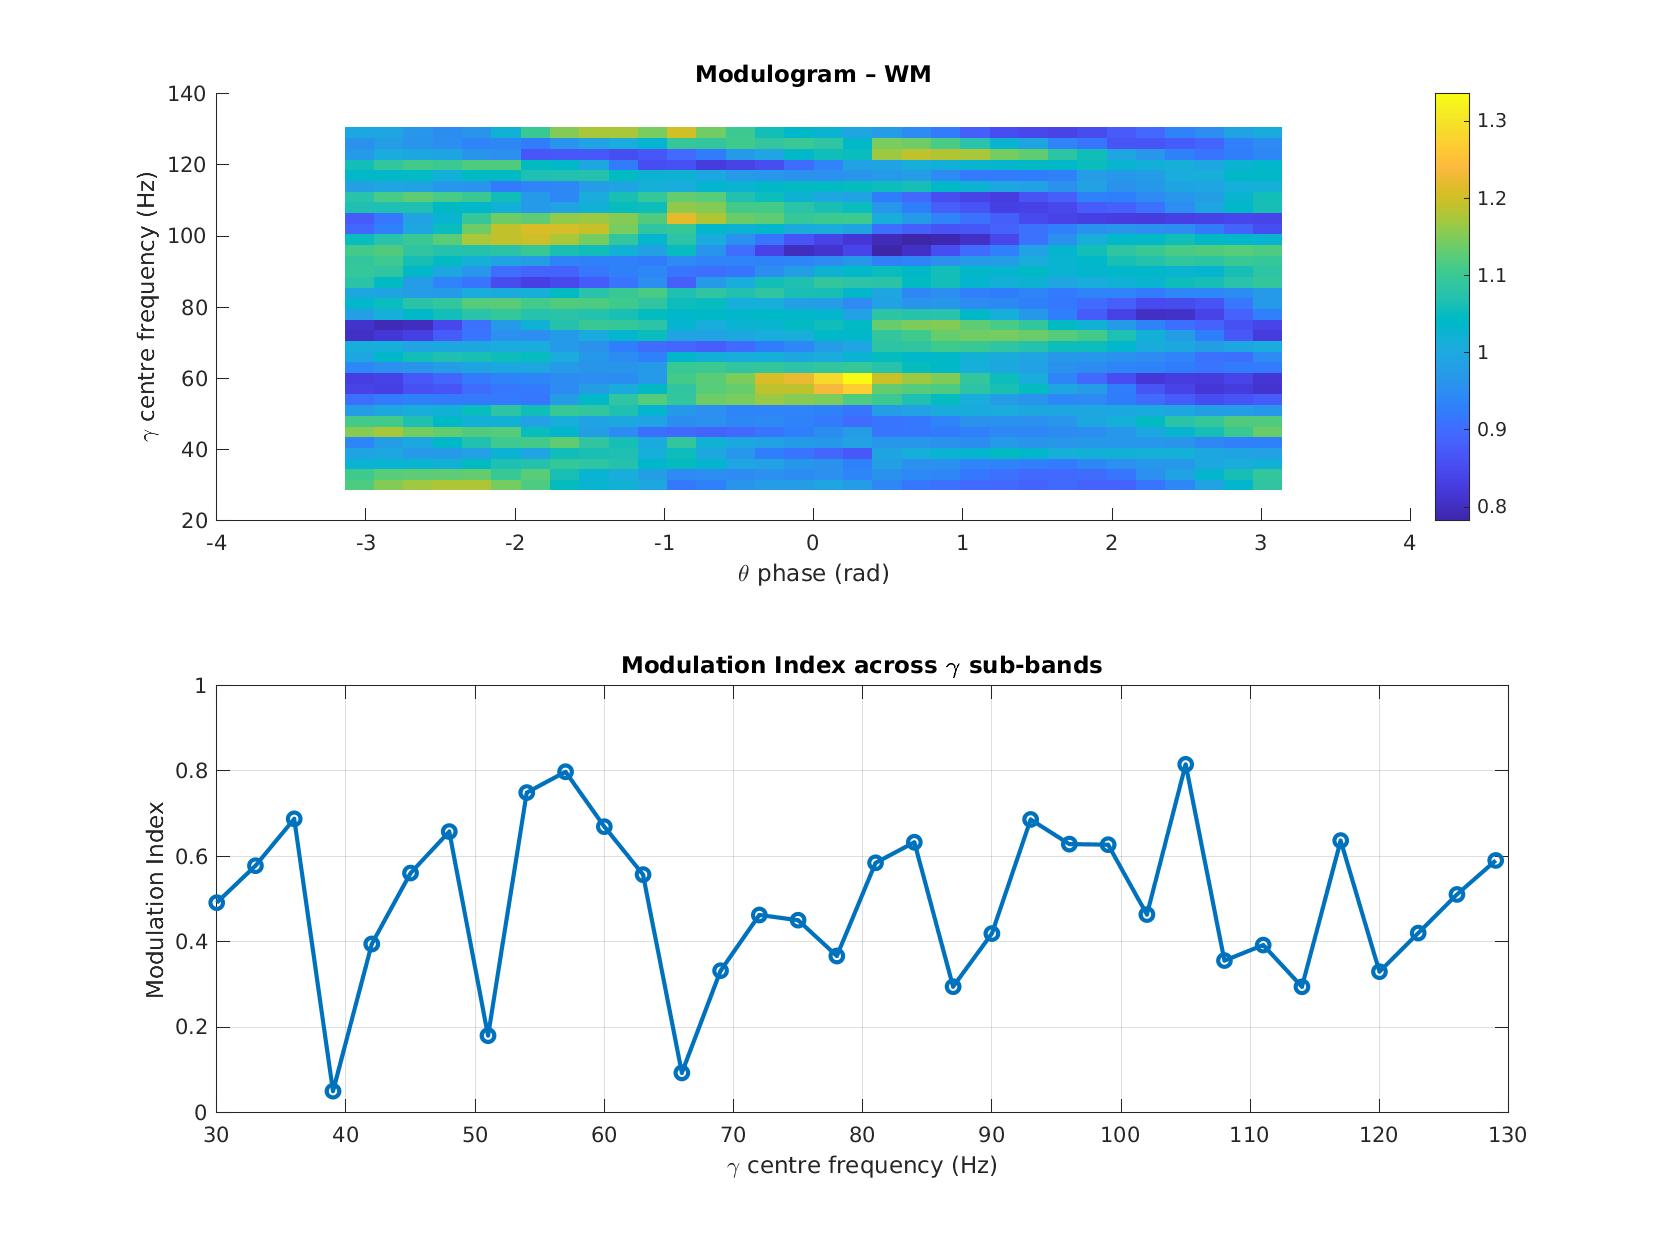 Modulogram – WM
γ centre frequency (Hz)
140
120
100
80
60
40
20
-4 -3 -2 -1 0 1 2 3 4
θ phase (rad)
1.3
1.2
1.1
1
0.9
0.8
Modulation Index across γ sub-bands
Modulation Index
1
0.8
0.6
0.4
0.2
0
30 40 50 60 70 80 90 100 110 120 130
γ centre frequency (Hz)